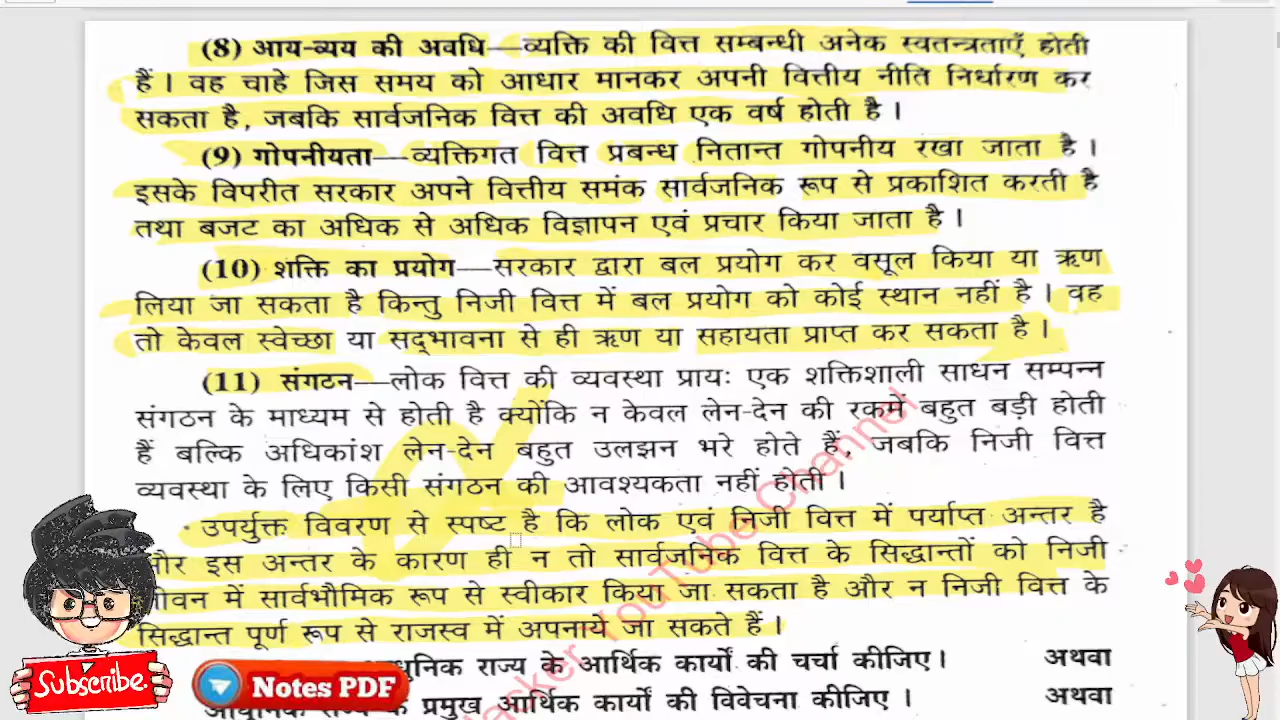 (8) आय-व्यय की अवधि—व्यक्ति की वित्त सम्बन्धी अनेक स्वतन्त्रताएँ होती
हैं। वह चाहे जिस समय को आधार मानकर अपनी वित्तीय नीति निर्धारण कर
सकता है, जबकि सार्वजनिक वित्त की अवधि एक वर्ष होती है।
(9) गोपनीयता—व्यक्तिगत वित्त प्रबन्ध नितान्त गोपनीय रखा जाता है।
इसके विपरीत सरकार अपने वित्तीय समंक सार्वजनिक रूप से प्रकाशित करती है
तथा बजट का अधिक से अधिक विज्ञापन एवं प्रचार किया जाता है।
(10) शक्ति का प्रयोग—सरकार द्वारा बल प्रयोग कर वसूल किया या ऋण
लिया जा सकता है किन्तु निजी वित्त में बल प्रयोग को कोई स्थान नहीं है। वह
तो केवल स्वेच्छा या सद्भावना से ही ऋण या सहायता प्राप्त कर सकता है।
(11) संगठन—लोक वित्त की व्यवस्था प्रायः एक शक्तिशाली साधन सम्पन्न
संगठन के माध्यम से होती है क्योंकि न केवल लेन-देन की रकमें बहुत बड़ी होती
हैं बल्कि अधिकांश लेन-देन बहुत उलझन भरे होते हैं, जबकि निजी वित्त
व्यवस्था के लिए किसी संगठन की आवश्यकता नहीं होती।
उपर्युक्त विवरण से स्पष्ट है कि लोक एवं निजी वित्त में पर्याप्त अन्तर है
और इस अन्तर के कारण ही न तो सार्वजनिक वित्त के सिद्धान्तों को निजी
जीवन में सार्वभौमिक रूप से स्वीकार किया जा सकता है और न निजी वित्त के
सिद्धान्त पूर्ण रूप से राजस्व में अपनाये जा सकते हैं।
राज्य के आर्थिक कार्यों की चर्चा कीजिए। अथवा
प्रमुख आर्थिक कार्यों की विवेचना कीजिए। अथवा
YouTube Channel
Subscribe.
Notes PDF